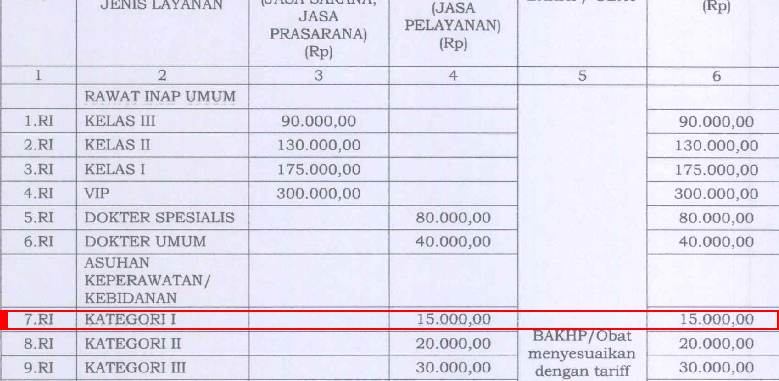 JENIS LAYANAN
(JASA SARANA,
JASA
PRASARANA)
(Rp)
(JASA
PELAYANAN)
(Rp)
(Rp)
1 2 3 4 5 6
RAWAT INAP UMUM
1.RI KELAS III 90.000,00 90.000,00
2.RI KELAS II 130.000,00 130.000,00
3.RI KELAS I 175.000,00 175.000,00
4.RI VIP 300.000,00 300.000,00
5.RI DOKTER SPESIALIS 80.000,00 80.000,00
6.RI DOKTER UMUM 40.000,00 40.000,00
ASUHAN
KEPERAWATAN/
KEBIDANAN
7.RI KATEGORI I 15.000,00 15.000,00
8.RI KATEGORI II 20.000,00 BAKHP/Obat 20.000,00
menyesuaikan
9.RI KATEGORI III 30.000,00 dengan tariff 30.000,00